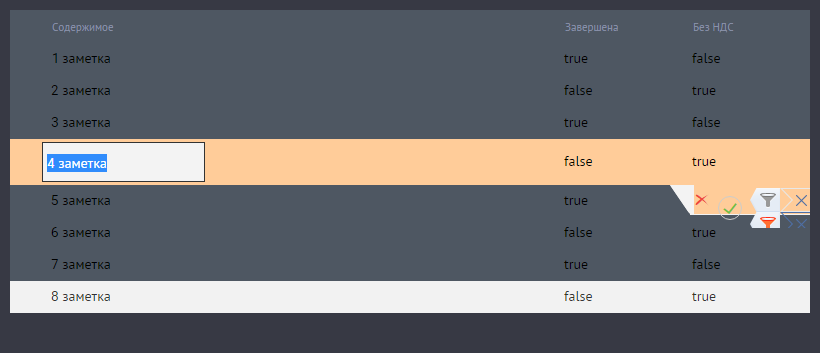 Содержимое Завершена Без НДС
1 заметка true false
2 заметка false true
3 заметка true false
4 заметка false true
5 заметка true
6 заметка false true
7 заметка true false
8 заметка false true